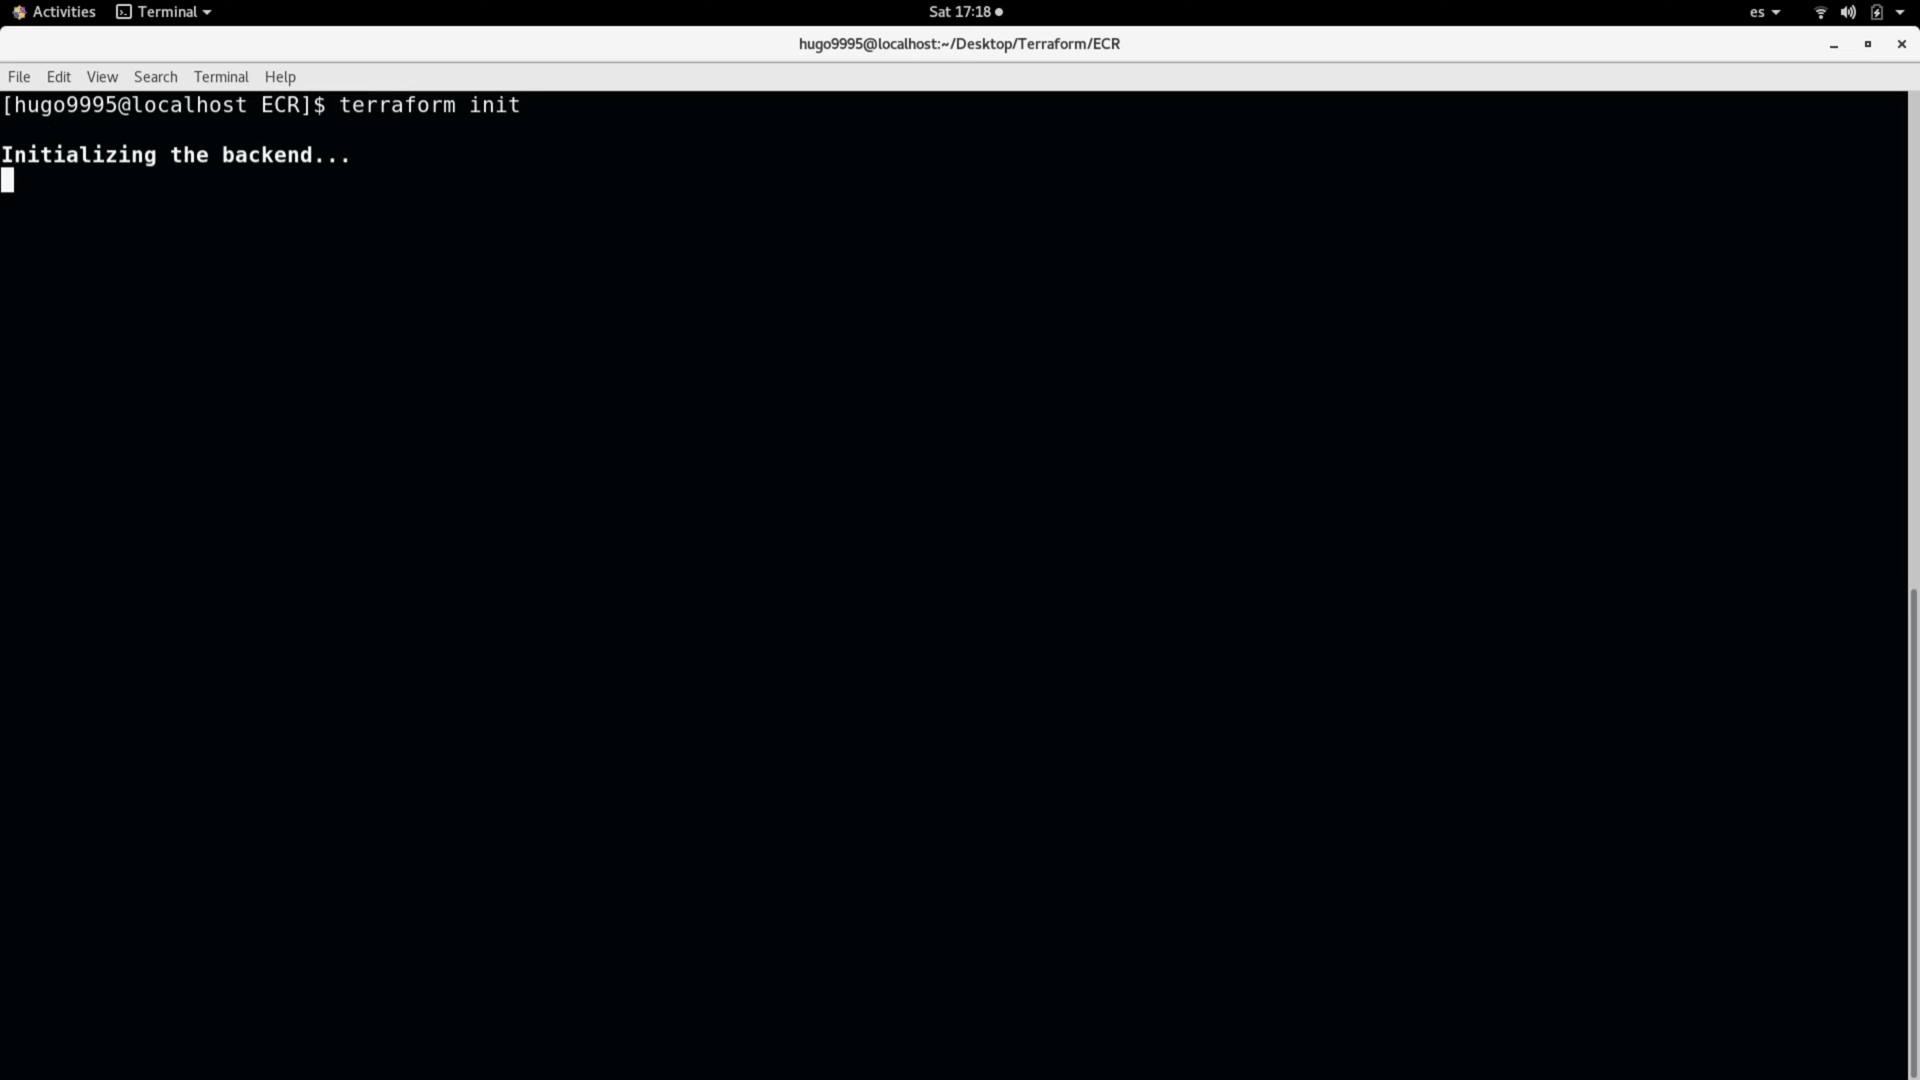 Activities Terminal Sat 17:18 es
hugo9995@localhost:~/Desktop/Terraform/ECR
File Edit View Search Terminal Help
[hugo9995@localhost ECR]$ terraform init
Initializing the backend...